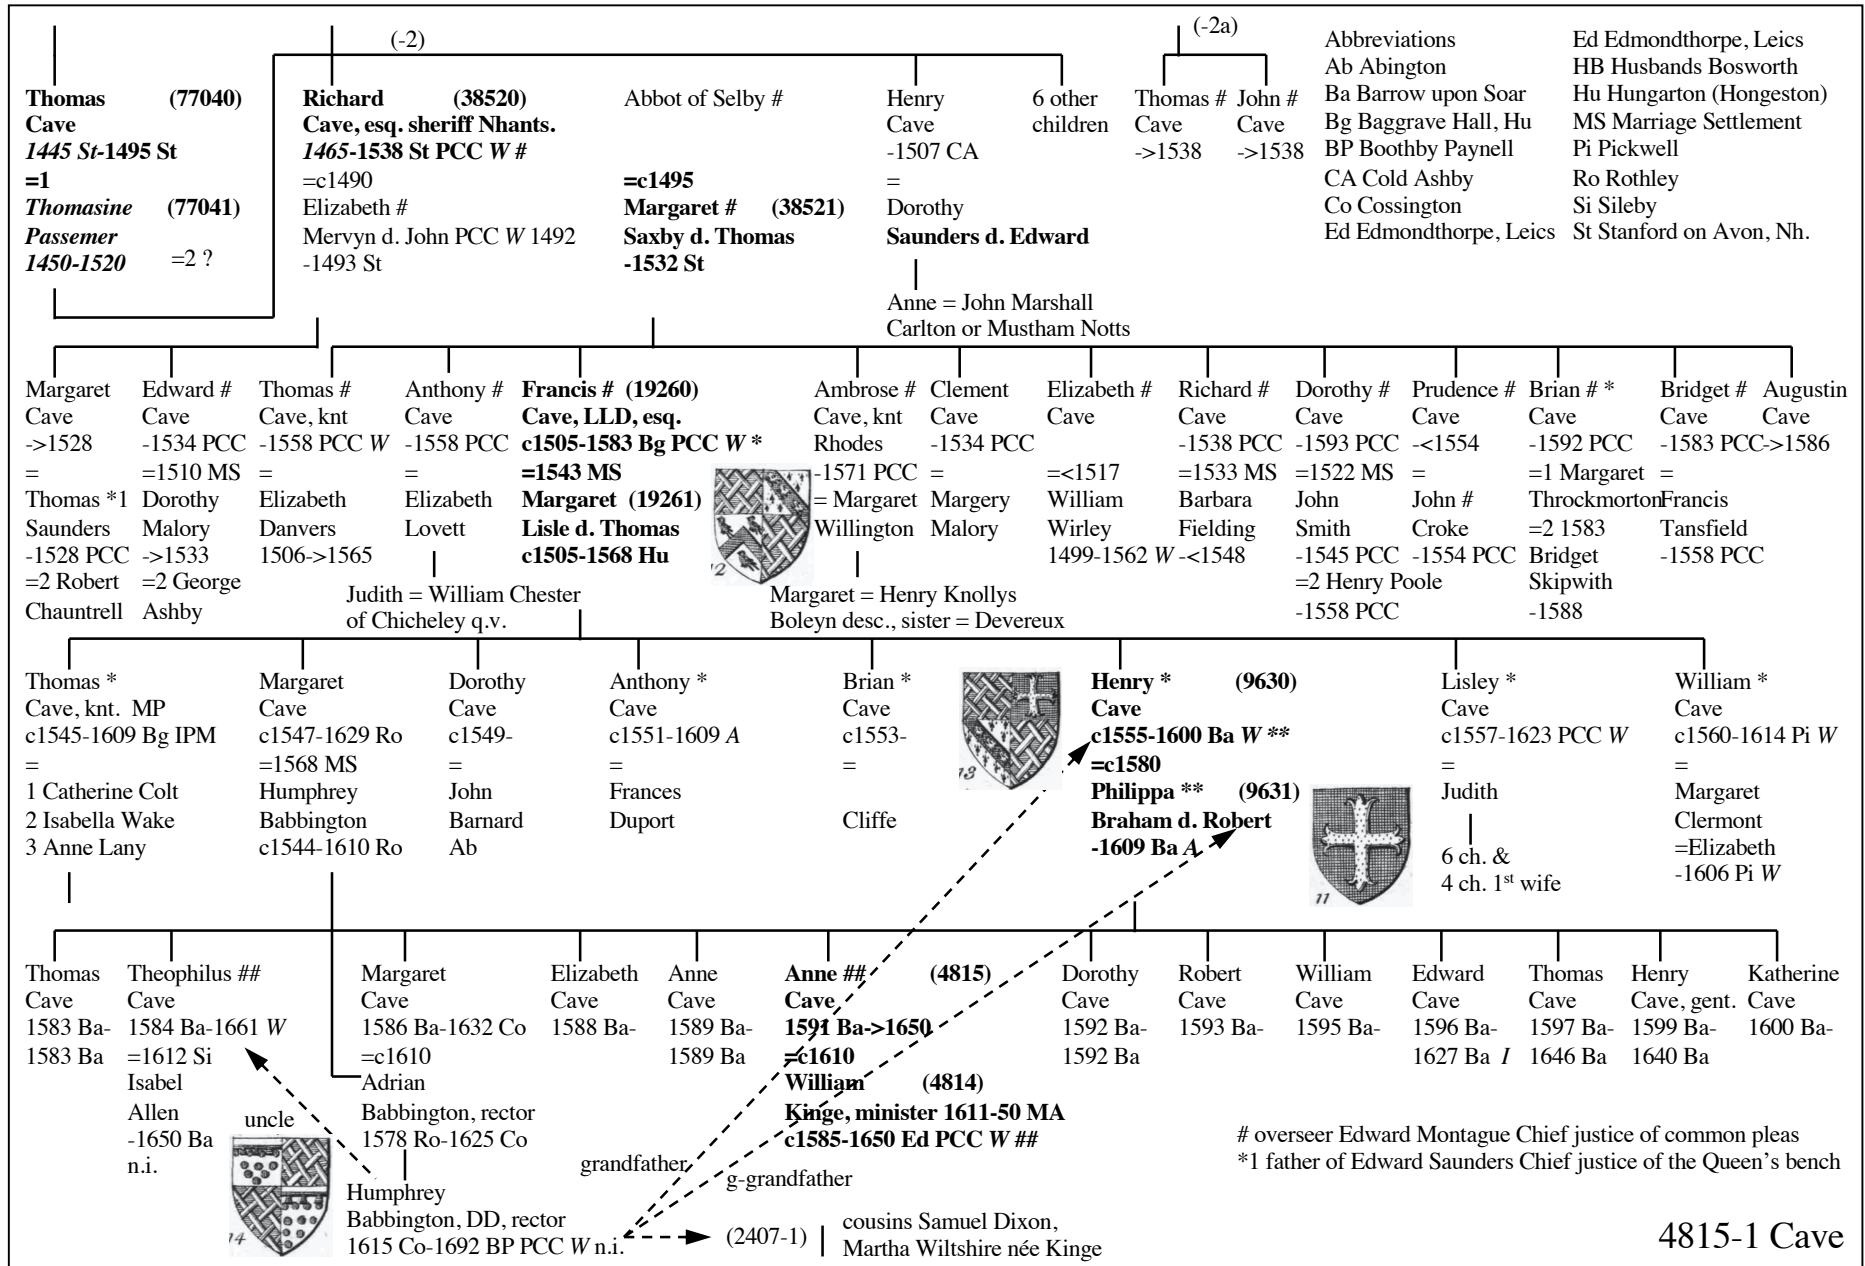 (-2)
(-2a)
Abbreviations
Ab Abington
Ba Barrow upon Soar
Bg Baggrave Hall, Hu
BP Boothby Paynell
CA Cold Ashby
Co Cossington
Ed Edmondthorpe, Leics
Ed Edmondthorpe, Leics
HB Husbands Bosworth
Hu Hungarton (Hongeston)
MS Marriage Settlement
Pi Pickwell
Ro Rothley
Si Sileby
St Stanford on Avon, Nh.
Thomas (77040)
Cave
1445 St-1495 St
=1
Thomasine (77041)
Passemer
1450-1520 =2 ?
Richard (38520)
Cave, esq. sheriff Nhants.
1465-1538 St PCC W #
=c1490
Elizabeth #
Mervyn d. John PCC W 1492
-1493 St
Abbot of Selby #
=c1495
Margaret # (38521)
Saxby d. Thomas
-1532 St
Henry
Cave
-1507 CA
=
Dorothy
Saunders d. Edward
Anne = John Marshall
Carlton or Mustham Notts
6 other
children
Thomas #
Cave
->1538
John #
Cave
->1538
Margaret
Cave
->1528
=
Thomas *1
Saunders
-1528 PCC
=2 Robert
Chauntrell
Edward #
Cave
-1534 PCC
=1510 MS
Dorothy
Malory
->1533
=2 George
Ashby
Thomas #
Cave, knt
-1558 PCC W
=
Elizabeth
Danvers
1506->1565
Anthony #
Cave
-1558 PCC
=
Elizabeth
Lovett
Judith = William Chester
of Chicheley q.v.
Francis # (19260)
Cave, LLD, esq.
c1505-1583 Bg PCC W *
=1543 MS
Margaret (19261)
Lisle d. Thomas
c1505-1568 Hu
12
Ambrose #
Cave, knt
Rhodes
-1571 PCC
= Margaret
Willington
Margaret = Henry Knollys
Boleyn desc., sister = Devereux
Clement
Cave
-1534 PCC
=
Margery
Malory
Elizabeth #
Cave
=<1517
William
Wirley
1499-1562 W
Richard #
Cave
-1538 PCC
=1533 MS
Barbara
Fielding
-<1548
Dorothy #
Cave
-1593 PCC
=1522 MS
John
Smith
-1545 PCC
=2 Henry Poole
-1558 PCC
Prudence #
Cave
-<1554
=
John #
Croke
-1554 PCC
Brian # *
Cave
-1592 PCC
=1 Margaret
Throckmorton
=2 1583
Bridget
Skipwith
-1588
Bridget #
Cave
-1583 PCC
=
Francis
Tansfield
-1558 PCC
Augustin
Cave
->1586
Thomas *
Cave, knt. MP
c1545-1609 Bg IPM
=
1 Catherine Colt
2 Isabella Wake
3 Anne Lany
Margaret
Cave
c1547-1629 Ro
=1568 MS
Humphrey
Babbington
c1544-1610 Ro
Dorothy
Cave
c1549-
=
John
Barnard
Ab
Anthony *
Cave
c1551-1609 A
=
Frances
Duport
Brian *
Cave
c1553-
=
Cliffe
13
Henry * (9630)
Cave
c1555-1600 Ba W **
=c1580
Philippa ** (9631)
Braham d. Robert
-1609 Ba A
11
Lisley *
Cave
c1557-1623 PCC W
=
Judith
6 ch. &
4 ch. 1st wife
William *
Cave
c1560-1614 Pi W
=
Margaret
Clermont
=Elizabeth
-1606 Pi W
Thomas
Cave
1583 Ba-
1583 Ba
Theophilus ##
Cave
1584 Ba-1661 W
=1612 Si
Isabel
Allen
-1650 Ba
n.i.
uncle
14
Margaret
Cave
1586 Ba-1632 Co
=c1610
Adrian
Babbington, rector
1578 Ro-1625 Co
Humphrey
Babbington, DD, rector
1615 Co-1692 BP PCC W n.i.
Elizabeth
Cave
1588 Ba-
Anne
Cave
1589 Ba-
1589 Ba
Anne ## (4815)
Cave
1591 Ba->1650
=c1610
William (4814)
Kinge, minister 1611-50 MA
c1585-1650 Ed PCC W ##
Dorothy
Cave
1592 Ba-
1592 Ba
Robert
Cave
1593 Ba-
William
Cave
1595 Ba-
Edward
Cave
1596 Ba-
1627 Ba I
Thomas
Cave
1597 Ba-
1646 Ba
Henry
Cave, gent.
1599 Ba-
1640 Ba
Katherine
Cave
1600 Ba-
grandfather
g-grandfather
(2407-1)
cousins Samuel Dixon,
Martha Wiltshire née Kinge
# overseer Edward Montague Chief justice of common pleas
*1 father of Edward Saunders Chief justice of the Queen's bench
4815-1 Cave